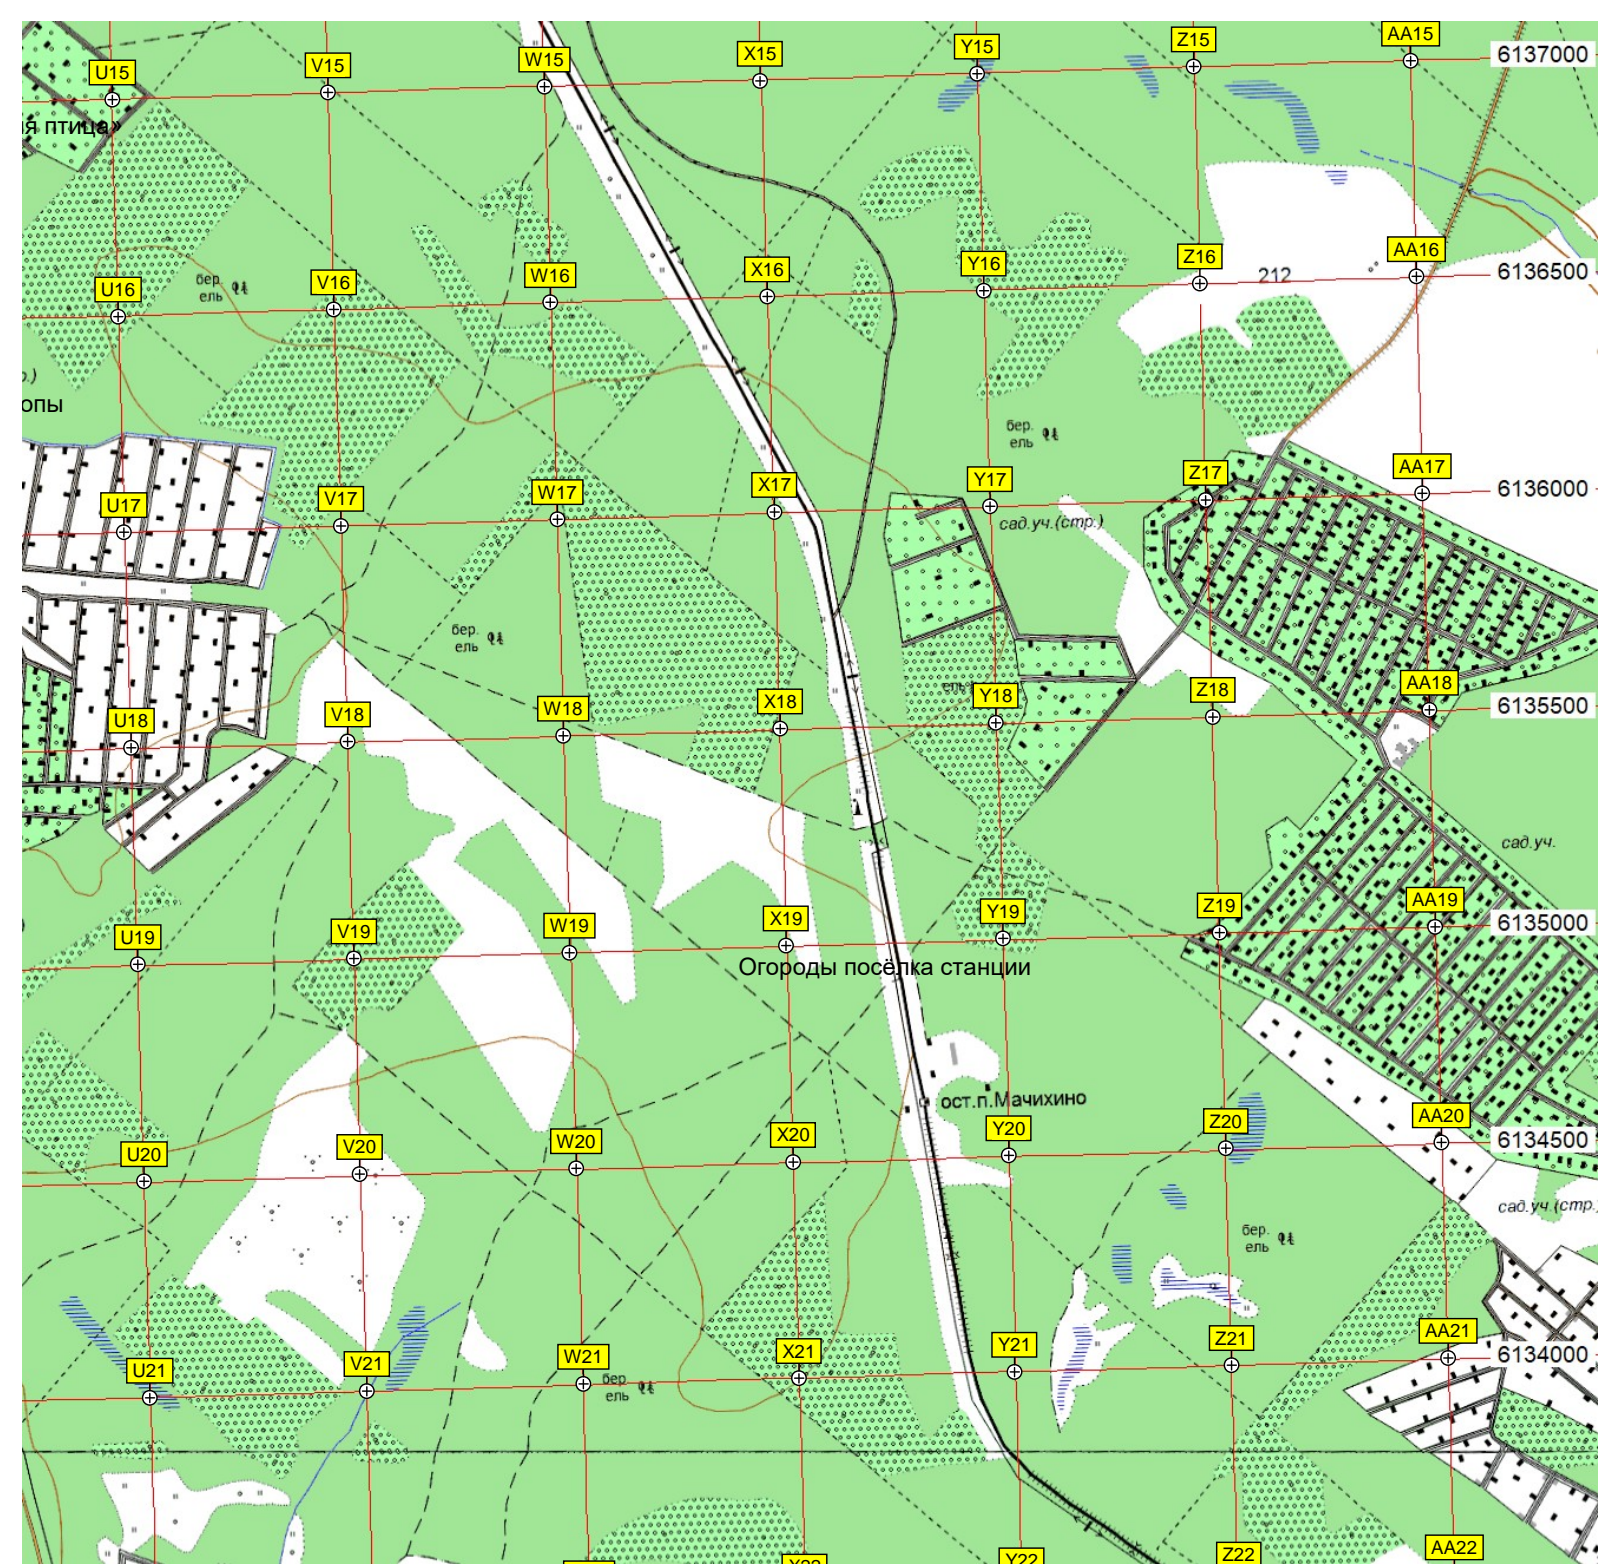 U15 V15 W15 X15 Y15 Z15 AA15 6137000
я птица»
U16 V16 W16 X16 Y16 Z16 AA16 6136500
212
бер.
ель
опы
бер.
ель
U17 V17 W17 X17 Y17 Z17 AA17 6136000
сад.уч.(стр.)
бер.
ель
ель
U18 V18 W18 X18 Y18 Z18 AA18 6135500
сад.уч.
U19 V19 W19 X19 Y19 Z19 AA19 6135000
Огороды посёлка станции
ост.п.Мачихино
U20 V20 W20 X20 Y20 Z20 AA20 6134500
сад.уч.(стр.)
бер.
ель
U21 V21 W21 X21 Y21 Z21 AA21 6134000
бер.
ель
X22 Y22 Z22 AA22